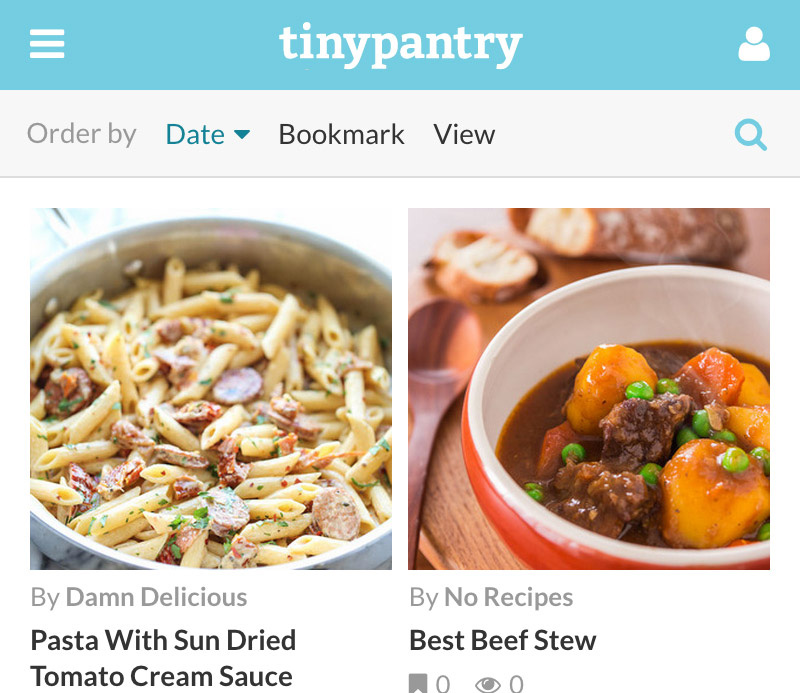 tinypantry
Order by Date Bookmark View
By Damn Delicious
Pasta With Sun Dried
Tomato Cream Sauce
By No Recipes
Best Beef Stew
0 0